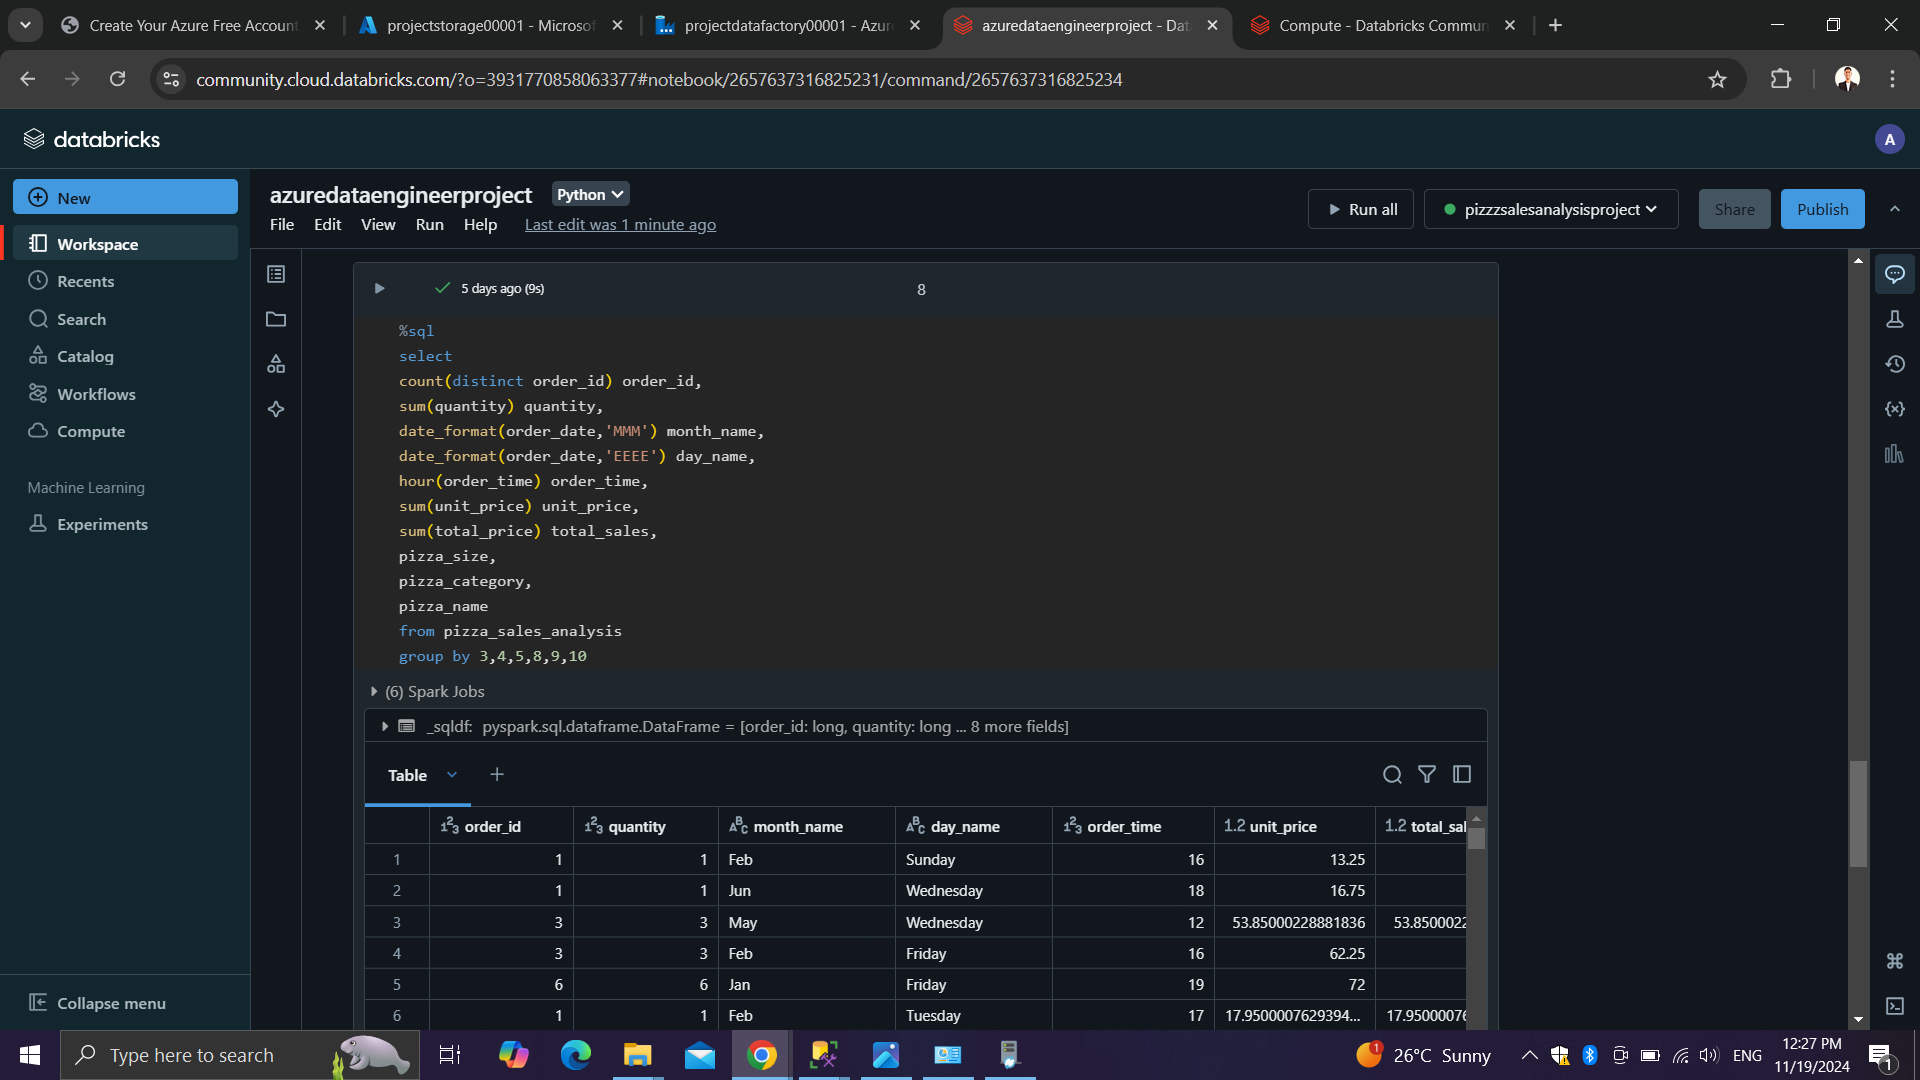 Create Your Azure Free Account
projectstorage00001 - Microsof
projectdatafactory00001 - Azur
azuredataengineerproject - Dat
Compute - Databricks Commun
community.cloud.databricks.com/?o=3931770858063377#notebook/2657637316825231/command/2657637316825234
databricks
A
New
Workspace
Recents
Search
Catalog
Workflows
Compute
Machine Learning
Experiments
Collapse menu
azuredataengineerproject Python
File Edit View Run Help Last edit was 1 minute ago
Run all pizzzsalesanalysisproject Share Publish
5 days ago (9s) 8
%sql
select
count(distinct order_id) order_id,
sum(quantity) quantity,
date_format(order_date,'MMM') month_name,
date_format(order_date,'EEEE') day_name,
hour(order_time) order_time,
sum(unit_price) unit_price,
sum(total_price) total_sales,
pizza_size,
pizza_category,
pizza_name
from pizza_sales_analysis
group by 3,4,5,8,9,10
(6) Spark Jobs
_sqldf: pyspark.sql.dataframe.DataFrame = [order_id: long, quantity: long ... 8 more fields]
Table
123 order_id 123 quantity ABC month_name ABC day_name 123 order_time 1.2 unit_price 1.2 total_sal
1 1 1 Feb Sunday 16 13.25
2 1 1 Jun Wednesday 18 16.75
3 3 3 May Wednesday 12 53.85000228881836 53.8500022
4 3 3 Feb Friday 16 62.25
5 6 6 Jan Friday 19 72
6 1 1 Feb Tuesday 17 17.9500007629394... 17.95000076
Type here to search
1
26°C Sunny
ENG
12:27 PM
11/19/2024
1